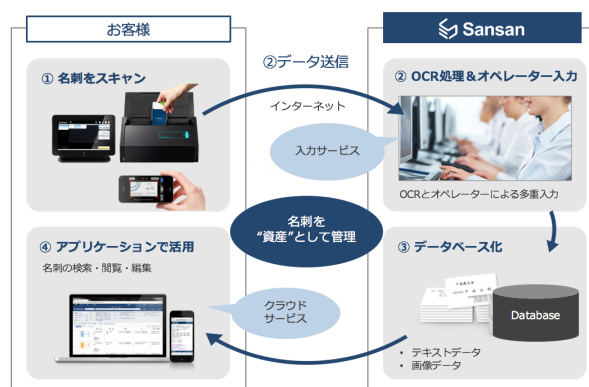 お客様
Sansan
① 名刺をスキャン
②データ送信
インターネット
入力サービス
② OCR処理＆オペレーター入力
OCRとオペレーターによる多重入力
名刺を
“資産”として管理
③ データベース化
Database
・ テキストデータ
・ 画像データ
クラウド
サービス
④ アプリケーションで活用
名刺の検索・閲覧・編集